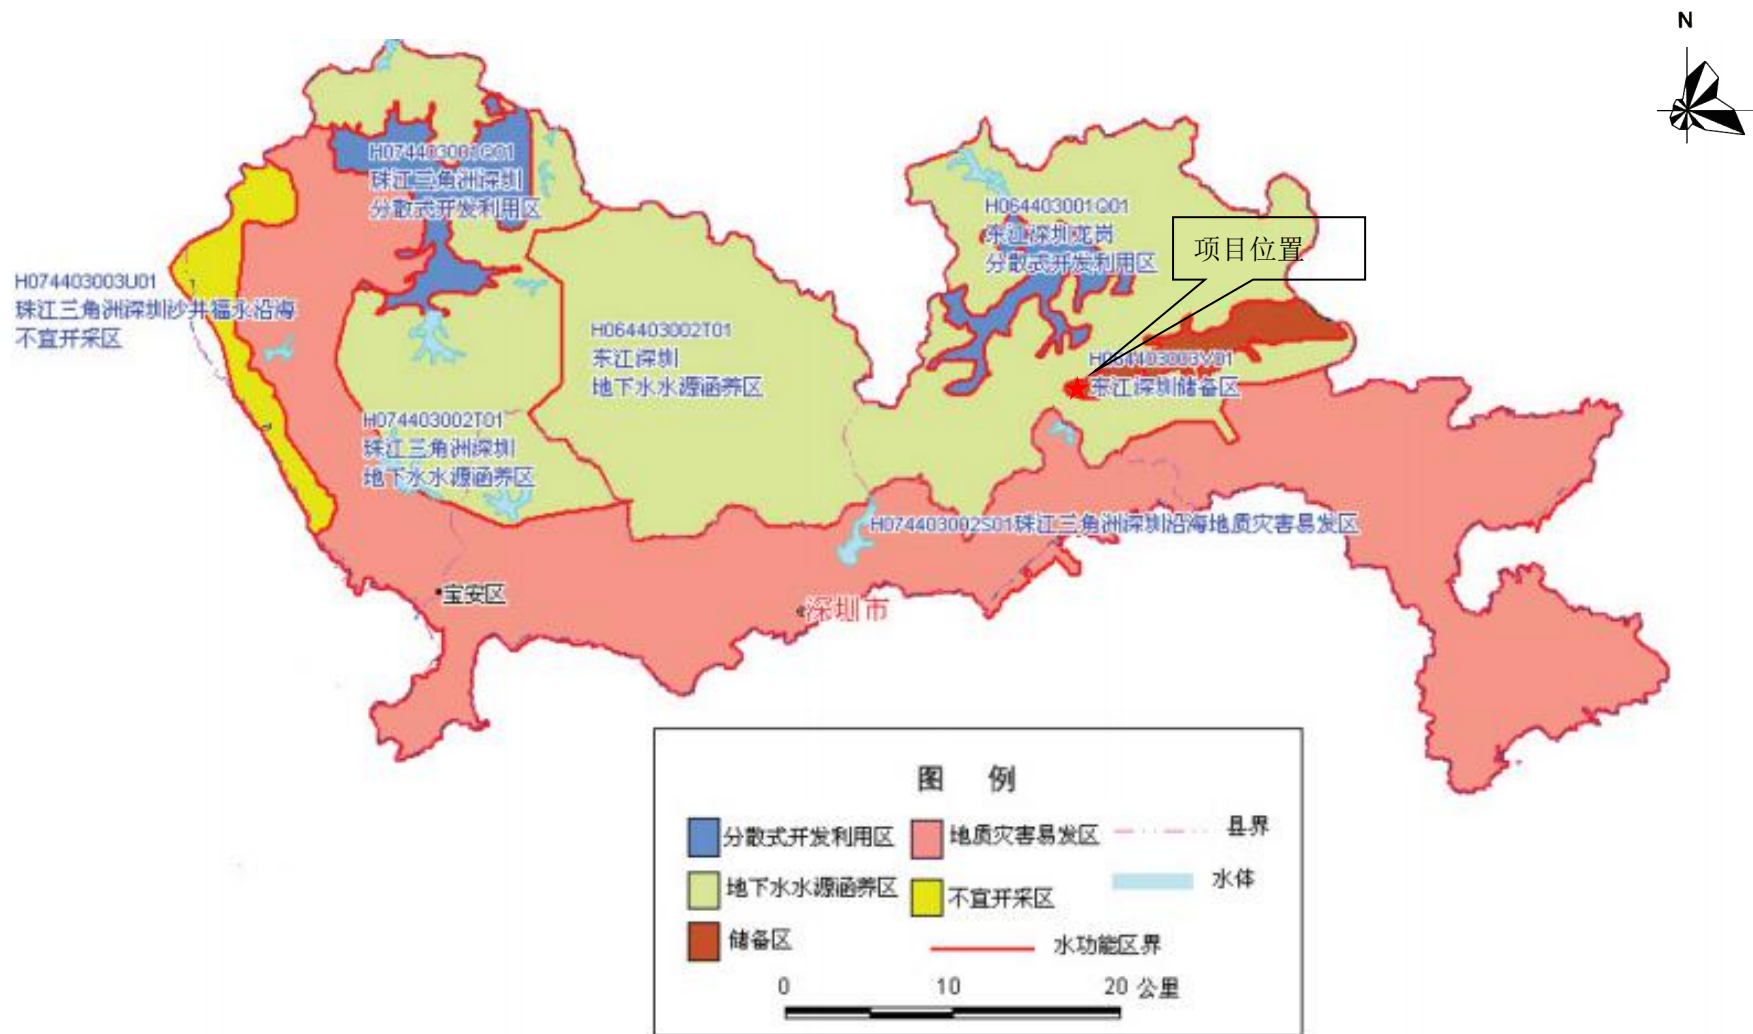 N
H074403001Q01
珠江三角洲深圳
分散式开发利用区
H064403001Q01
东江深圳龙岗
分散式开发利用区
项目位置
H074403003U01
珠江三角洲深圳沙井福永沿海
不宜开采区
H064403002T01
东江深圳
地下水水源涵养区
H064403003V01
东江深圳储备区
H074403002T01
珠江三角洲深圳
地下水水源涵养区
H074403002S01珠江三角洲深圳沿海地质灾害易发区
宝安区
深圳市
图 例
分散式开发利用区
地质灾害易发区
县界
地下水水源涵养区
不宜开采区
水体
储备区
水功能区界
0 10 20 公里